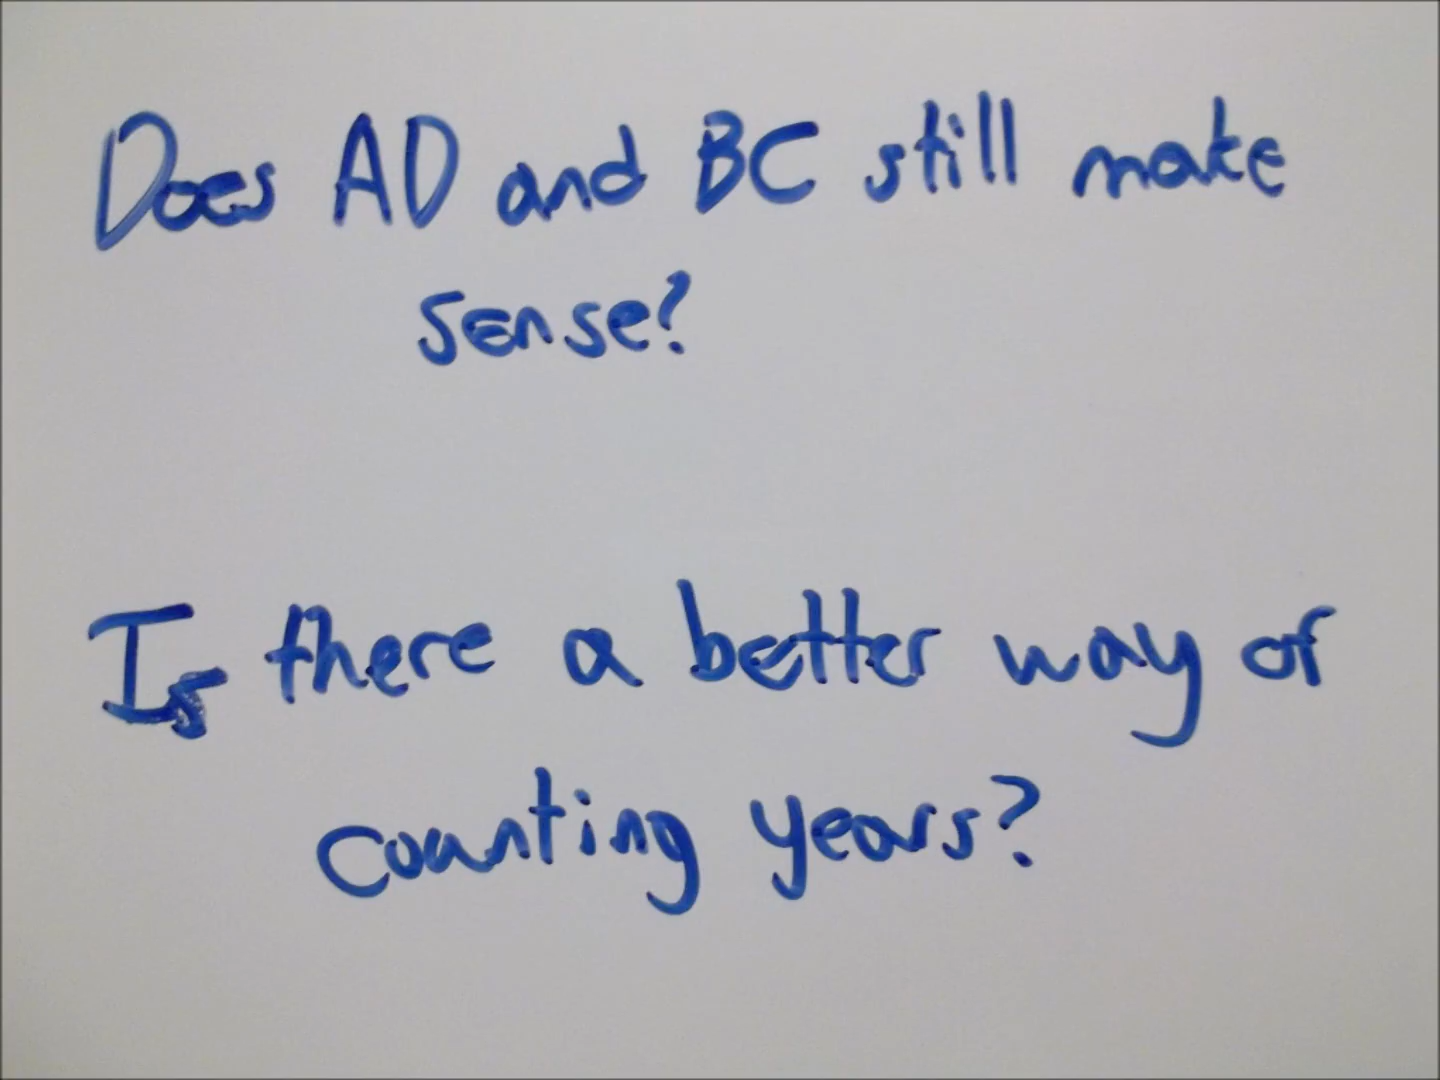 Does AD and BC still make
sense?
Is there a better way of
counting years?